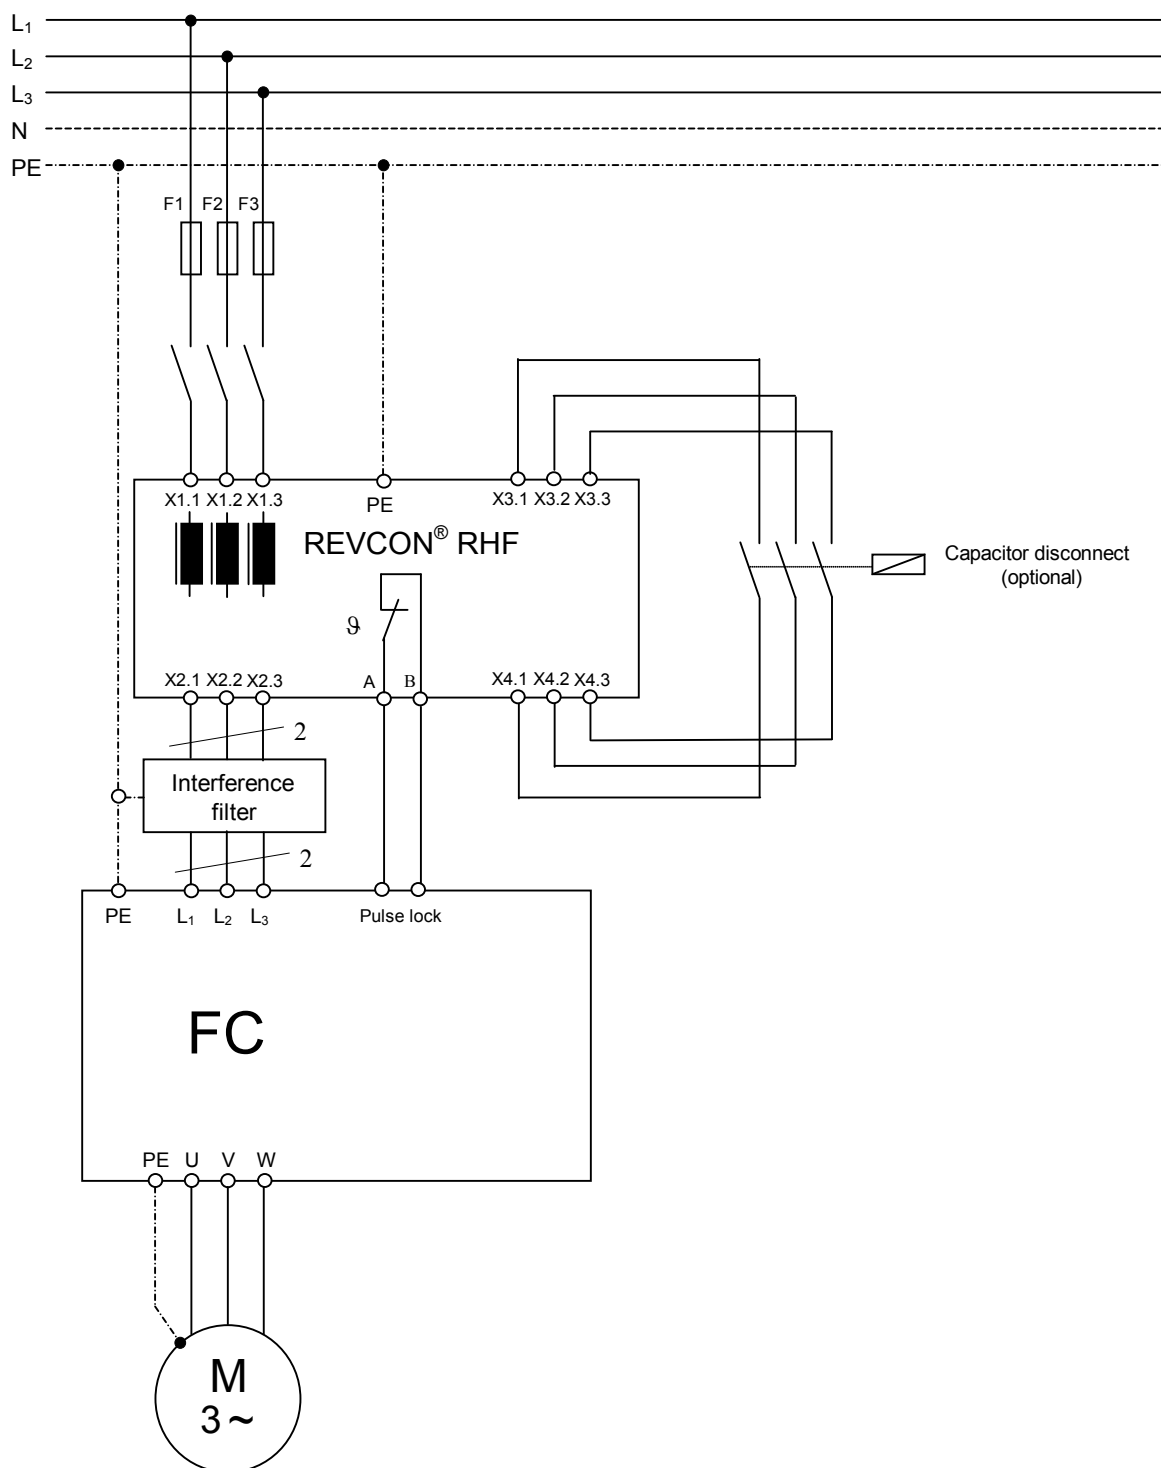 L₁
L₂
L₃
N
PE
F1 F2 F3
X1.1 X1.2 X1.3
PE
X3.1 X3.2 X3.3
REVCON® RHF
Capacitor disconnect
(optional)
ϑ
X2.1 X2.2 X2.3
A B
X4.1 X4.2 X4.3
2
Interference
filter
2
PE L₁ L₂ L₃
Pulse lock
FC
PE U V W
M
3 ~